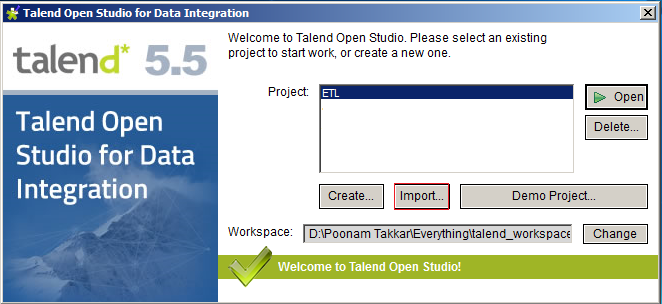 Talend Open Studio for Data Integration
talend* 5.5
Talend Open
Studio for Data
Integration
Welcome to Talend Open Studio. Please select an existing
project to start work, or create a new one.
Project:
ETL
Open
Delete...
Create...
Import...
Demo Project...
Workspace:
D:\Poonam Takkar\Everything\talend_workspace
Change
Welcome to Talend Open Studio!